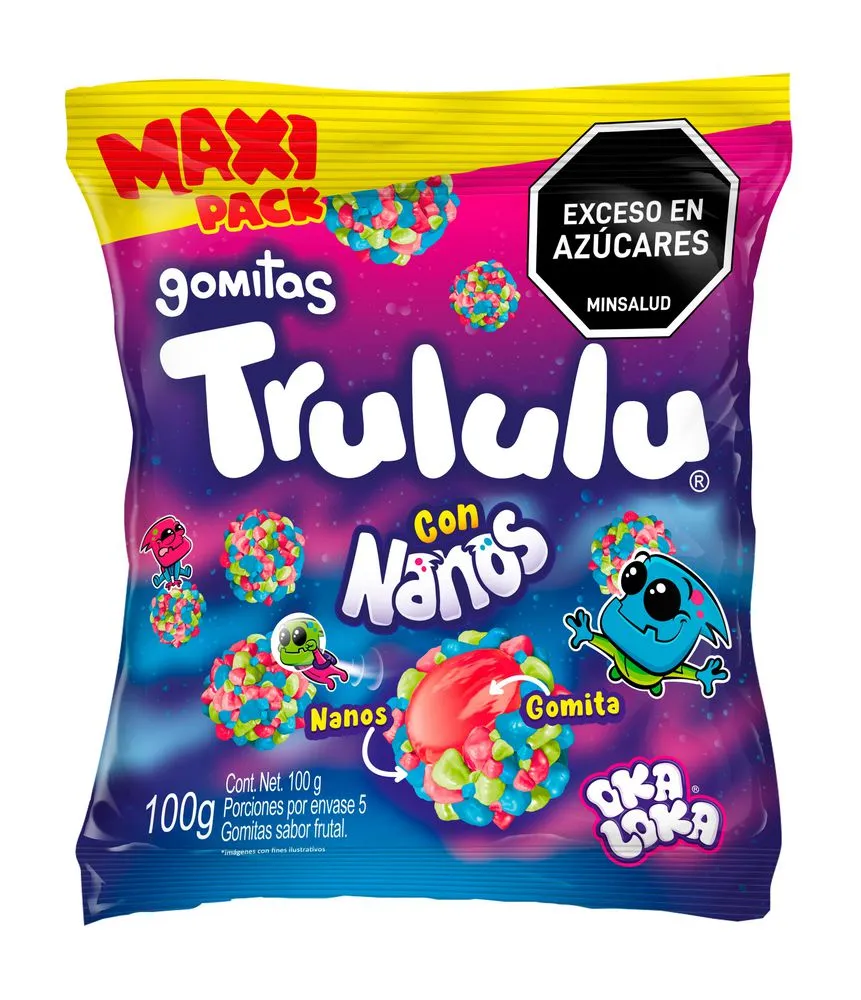 MAXI
PACK
EXCESO EN
AZÚCARES
MINSALUD
gomitas
Trululu®
Con
Nanos
Nanos
Gomita
100g
Cont. Net. 100 g
Porciones por envase 5
Gomitas sabor frutal.
*imágenes con fines ilustrativos
OKA
LOKA®